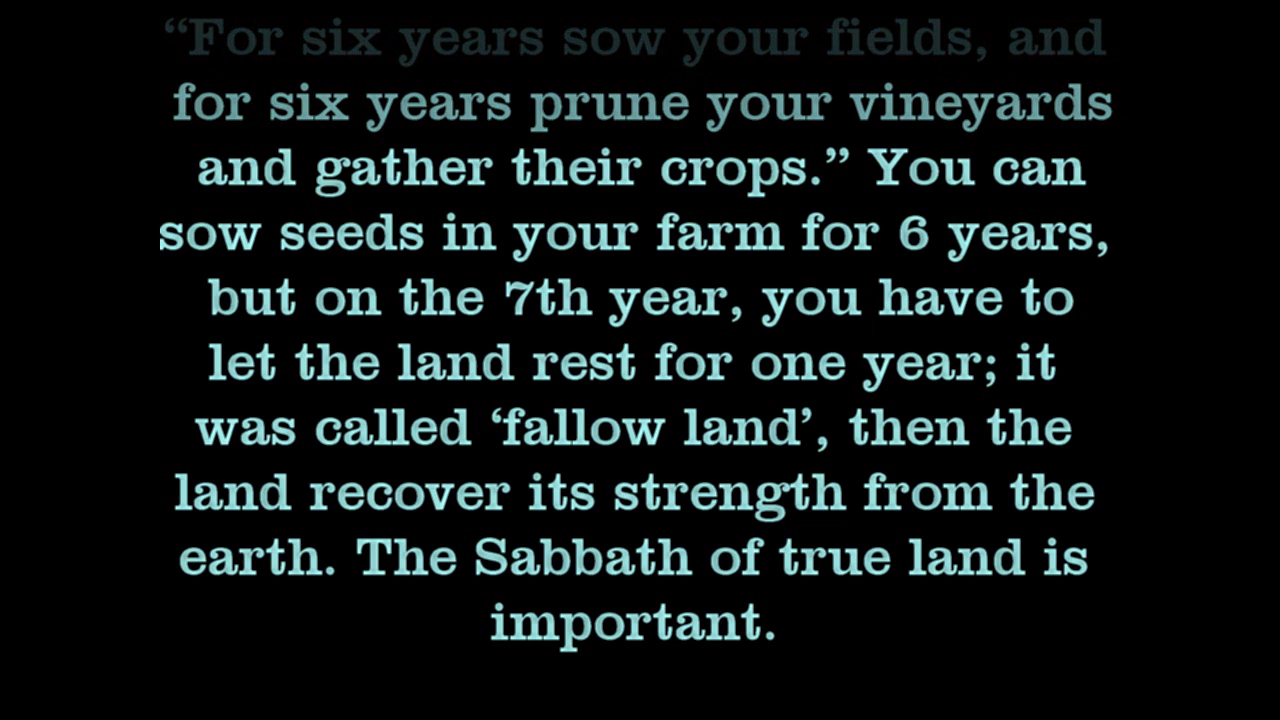 “For six years sow your fields, and
for six years prune your vineyards
and gather their crops.” You can
sow seeds in your farm for 6 years,
but on the 7th year, you have to
let the land rest for one year; it
was called ‘fallow land’, then the
land recover its strength from the
earth. The Sabbath of true land is
important.